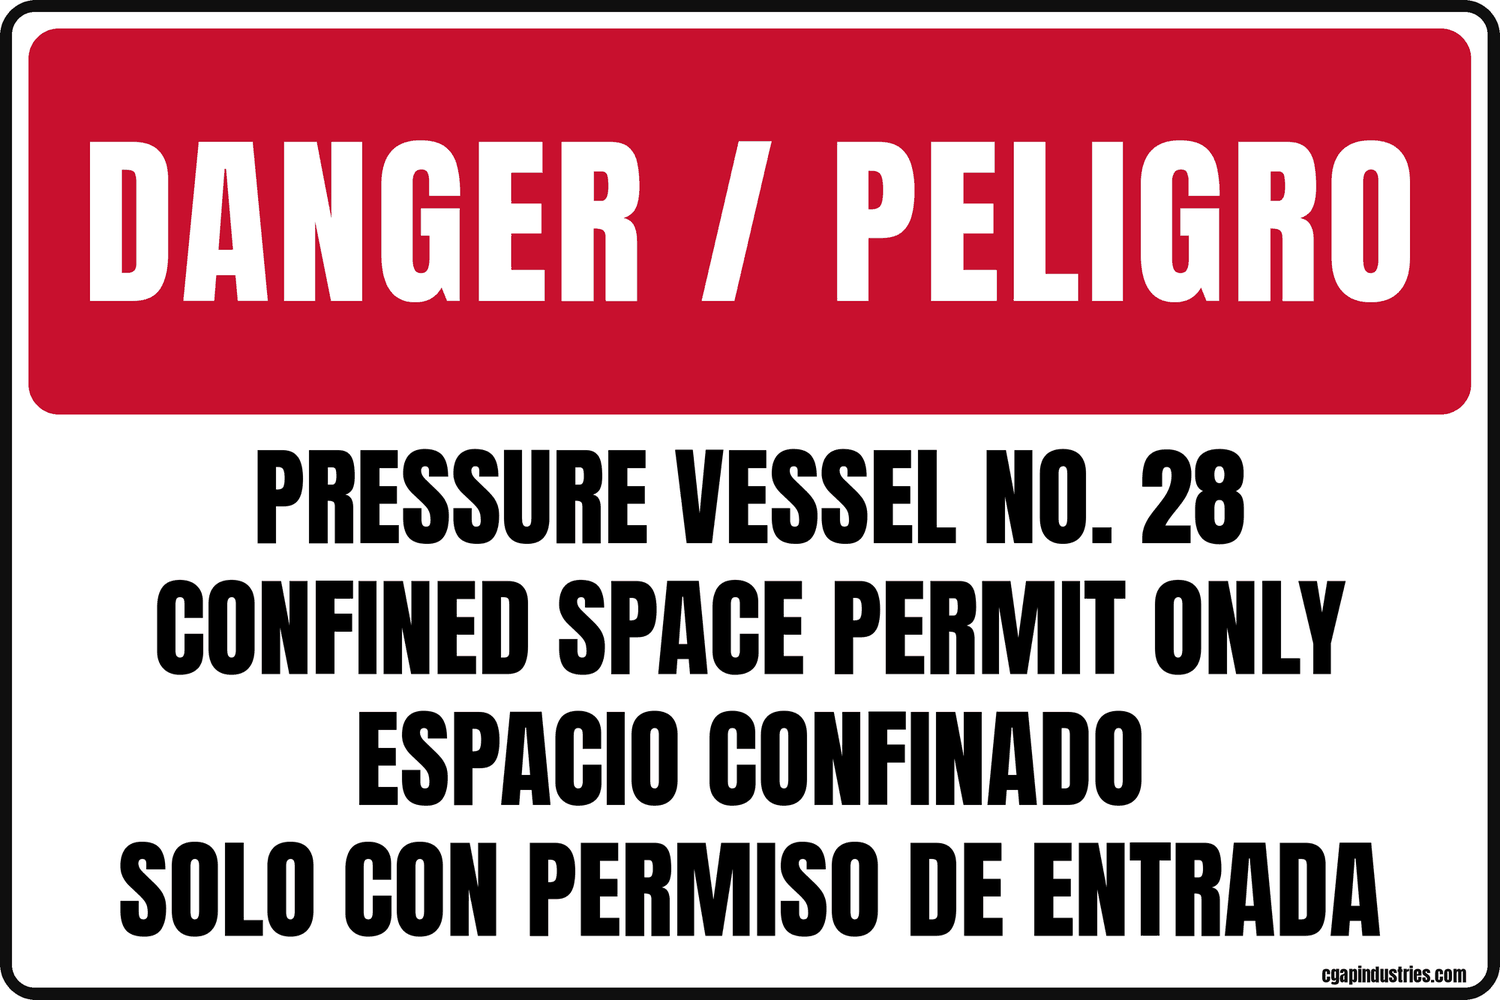 DANGER / PELIGRO
PRESSURE VESSEL NO. 28
CONFINED SPACE PERMIT ONLY
ESPACIO CONFINADO
SOLO CON PERMISO DE ENTRADA
cgapindustries.com